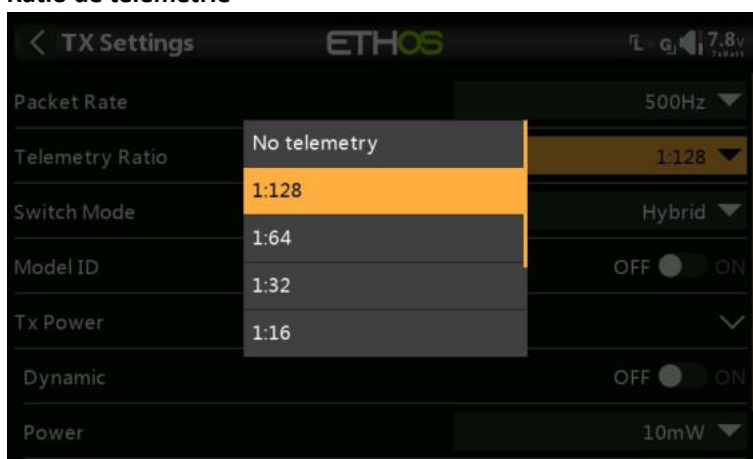 Ratio de télémétrie
TX Settings
ETHOS
7.8V
TxBatt
Packet Rate
500Hz
Telemetry Ratio
1:128
Switch Mode
Hybrid
Model ID
OFF ON
Tx Power
Dynamic
OFF ON
Power
10mW
No telemetry
1:128
1:64
1:32
1:16